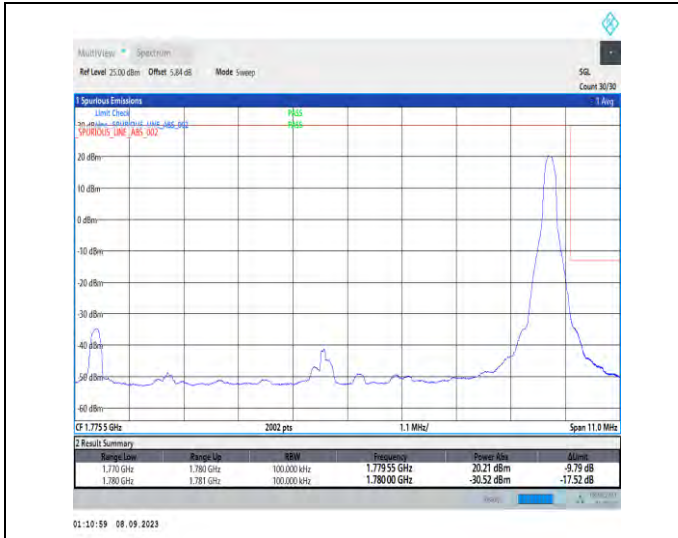 MultiView Spectrum
Ref Level 25.00 dBm Offset 5.84 dB Mode Sweep SGL
Count 30/30
1 Spurious Emissions 1 Avg
Limit Check PASS
SPURIOUS_LINE_ABS_002 PASS
SPURIOUS_LINE_ABS_002
20 dBm
10 dBm
0 dBm
-10 dBm
-20 dBm
-30 dBm
-40 dBm
-50 dBm
-60 dBm
CF 1.775 5 GHz 2002 pts 1.1 MHz/ Span 11.0 MHz
2 Result Summary
Range Low Range Up RBW Frequency Power Abs ΔLimit
1.770 GHz 1.780 GHz 100.000 kHz 1.779 55 GHz 20.21 dBm -9.79 dB
1.780 GHz 1.781 GHz 100.000 kHz 1.780 00 GHz -30.52 dBm -17.52 dB
01:10:59 08.09.2023